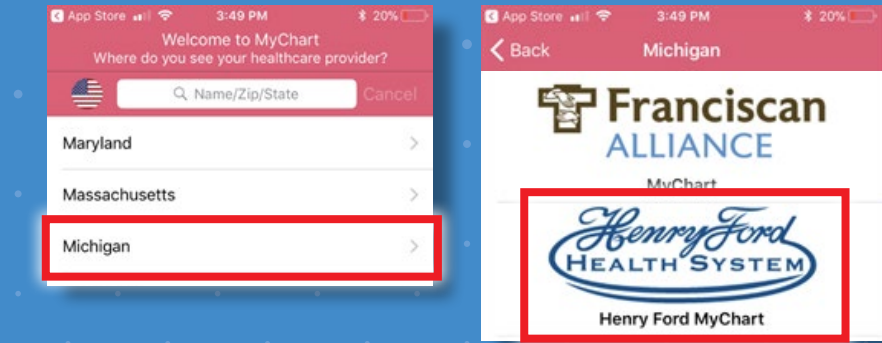 App Store 3:49 PM 20%
Welcome to MyChart
Where do you see your healthcare provider?
Name/Zip/State Cancel
Maryland
Massachusetts
Michigan
App Store 3:49 PM 20%
Back Michigan
Franciscan
ALLIANCE
MyChart
Henry Ford
HEALTH SYSTEM
Henry Ford MyChart